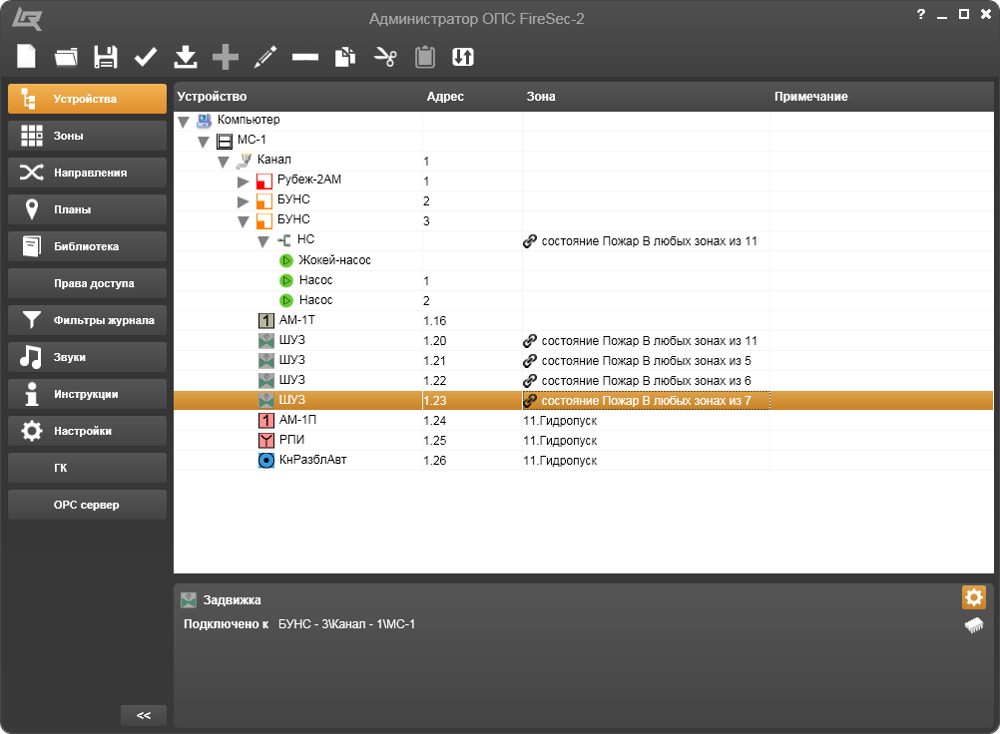 Администратор ОПС FireSec-2
?
Устройства
Зоны
Направления
Планы
Библиотека
Права доступа
Фильтры журнала
Звуки
Инструкции
Настройки
ГК
ОРС сервер
<<
Устройство Адрес Зона Примечание
Компьютер
МС-1
Канал 1
Рубеж-2АМ 1
БУНС 2
БУНС 3
НС состояние Пожар В любых зонах из 11
Жокей-насос
Насос 1
Насос 2
1 АМ-1Т 1.16
ШУЗ 1.20 состояние Пожар В любых зонах из 11
ШУЗ 1.21 состояние Пожар В любых зонах из 5
ШУЗ 1.22 состояние Пожар В любых зонах из 6
ШУЗ 1.23 состояние Пожар В любых зонах из 7
1 АМ-1П 1.24 11.Гидропуск
РПИ 1.25 11.Гидропуск
КнРазблАвт 1.26 11.Гидропуск
Задвижка
Подключено к БУНС - 3\Канал - 1\МС-1